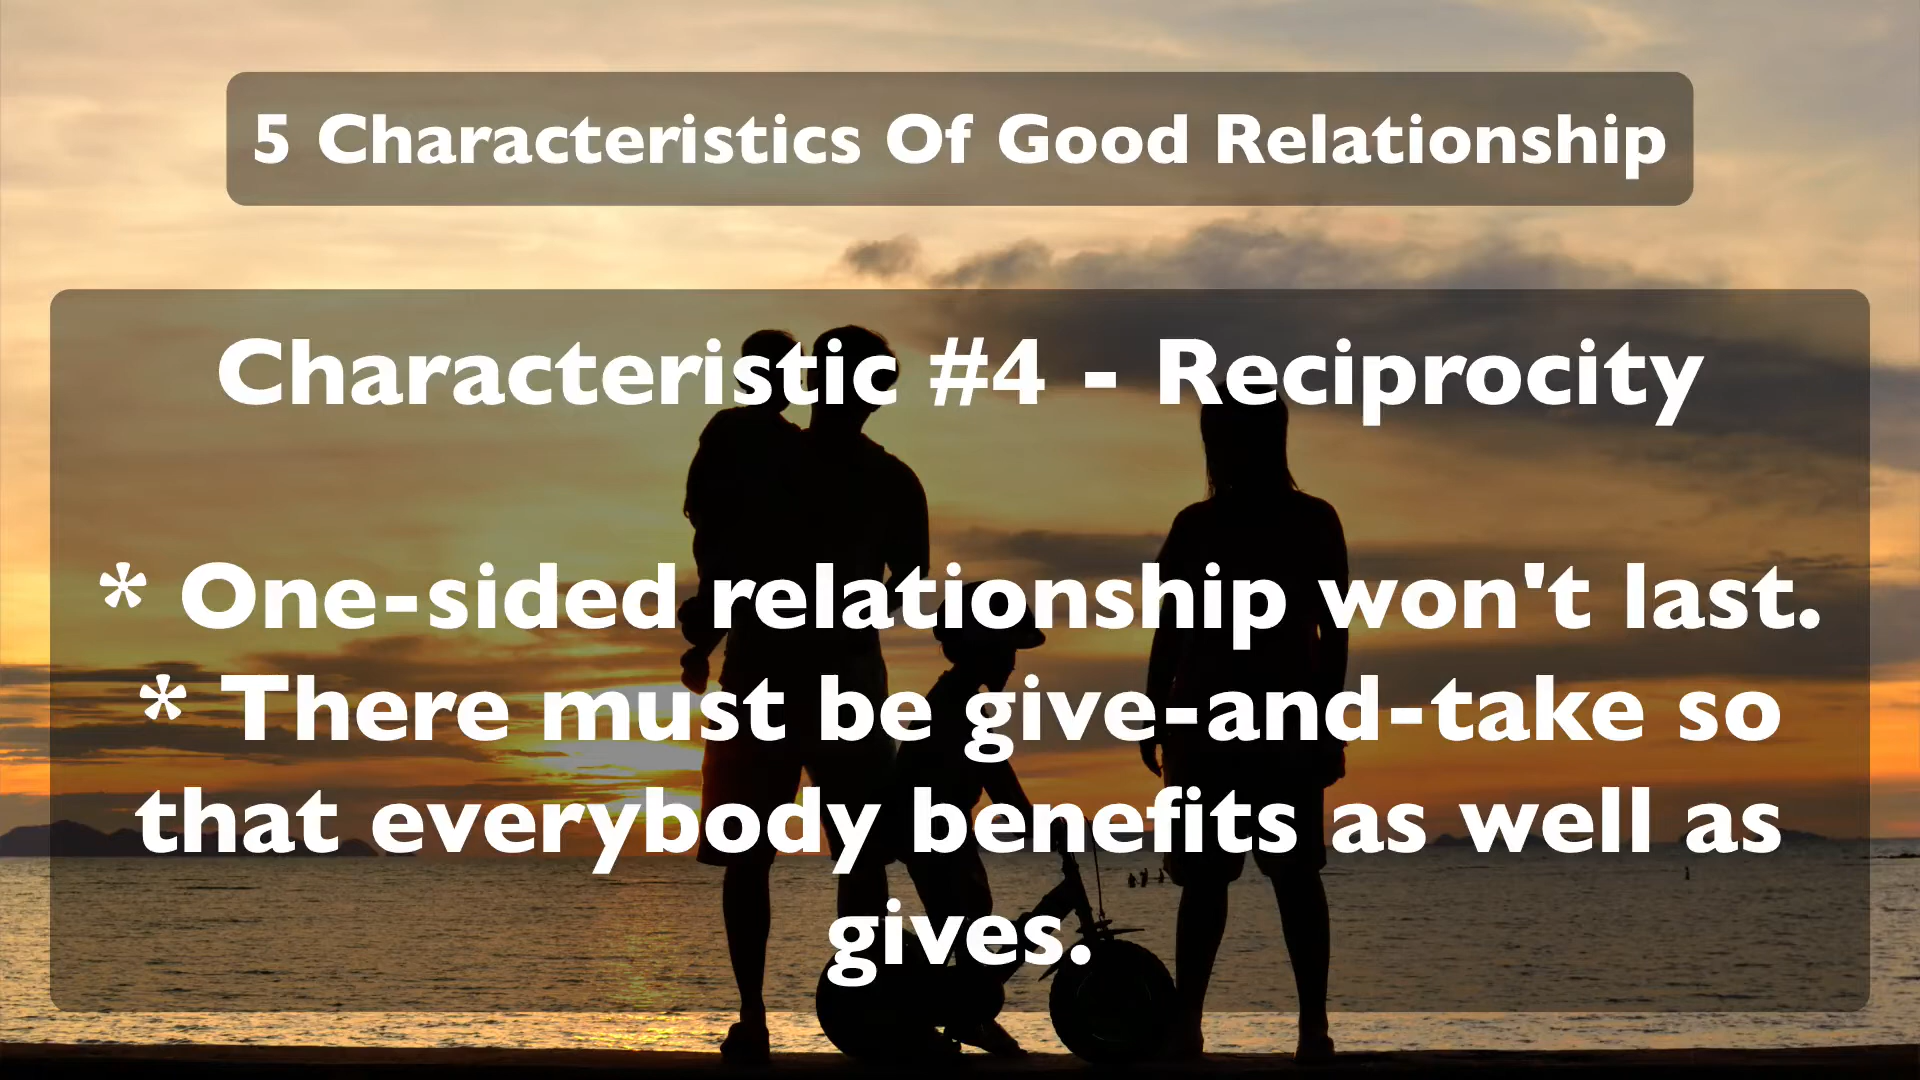 5 Characteristics Of Good Relationship
Characteristic #4 - Reciprocity
* One-sided relationship won't last.
* There must be give-and-take so
that everybody benefits as well as
gives.